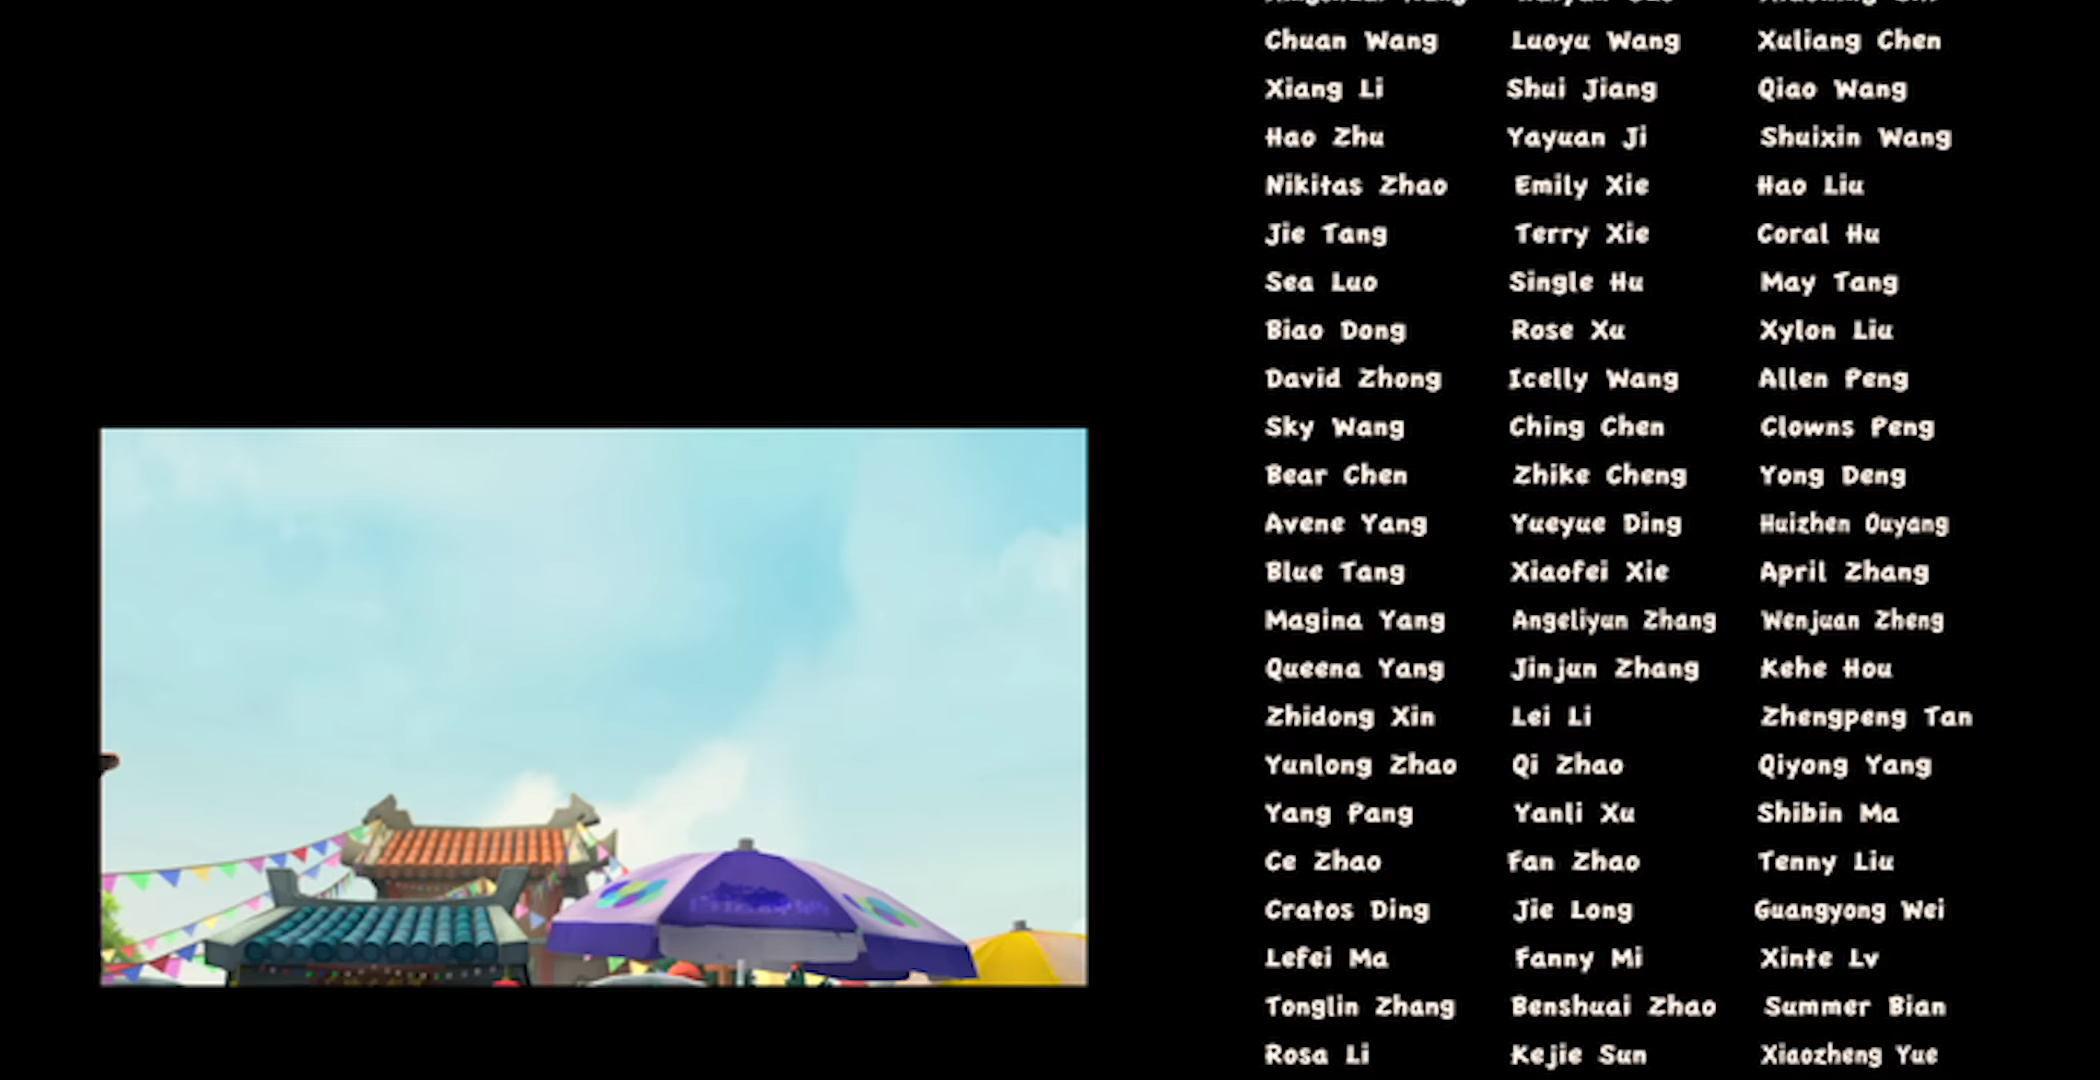 Chuan Wang Luoyu Wang Xuliang Chen
Xiang Li Shui Jiang Qiao Wang
Hao Zhu Yayuan Ji Shuixin Wang
Nikitas Zhao Emily Xie Hao Liu
Jie Tang Terry Xie Coral Hu
Sea Luo Single Hu May Tang
Biao Dong Rose Xu Xylon Liu
David Zhong Icelly Wang Allen Peng
Sky Wang Ching Chen Clowns Peng
Bear Chen Zhike Cheng Yong Deng
Avene Yang Yueyue Ding Huizhen Ouyang
Blue Tang Xiaofei Xie April Zhang
Magina Yang Angeliyun Zhang Wenjuan Zheng
Queena Yang Jinjun Zhang Kehe Hou
Zhidong Xin Lei Li Zhengpeng Tan
Yunlong Zhao Qi Zhao Qiyong Yang
Yang Pang Yanli Xu Shibin Ma
Ce Zhao Fan Zhao Tenny Liu
Cratos Ding Jie Long Guangyong Wei
Lefei Ma Fanny Mi Xinte Lv
Tonglin Zhang Benshuai Zhao Summer Bian
Rosa Li Kejie Sun Xiaozheng Yue